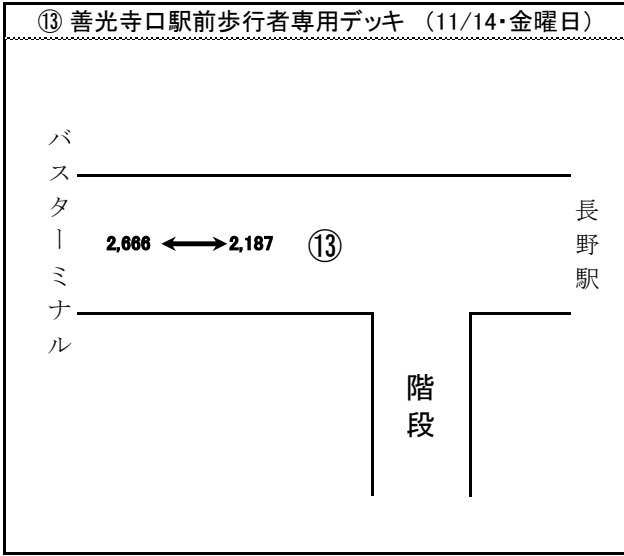 ⑬ 善光寺口駅前歩行者専用デッキ (11/14・金曜日)
バスターミナル
2,666 ⟷ 2,187 ⑬
長野駅
階段